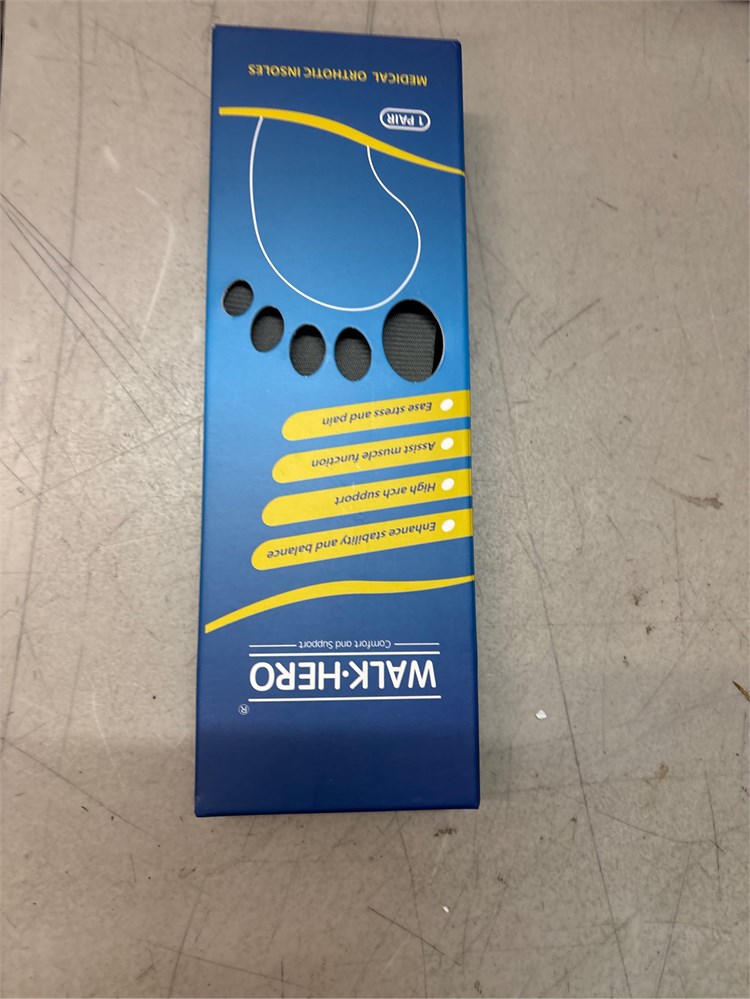 ®
WALK·HERO
Comfort and Support
Enhance stability and balance
High arch support
Assist muscle function
Ease stress and pain
1 PAIR
MEDICAL ORTHOTIC INSOLES